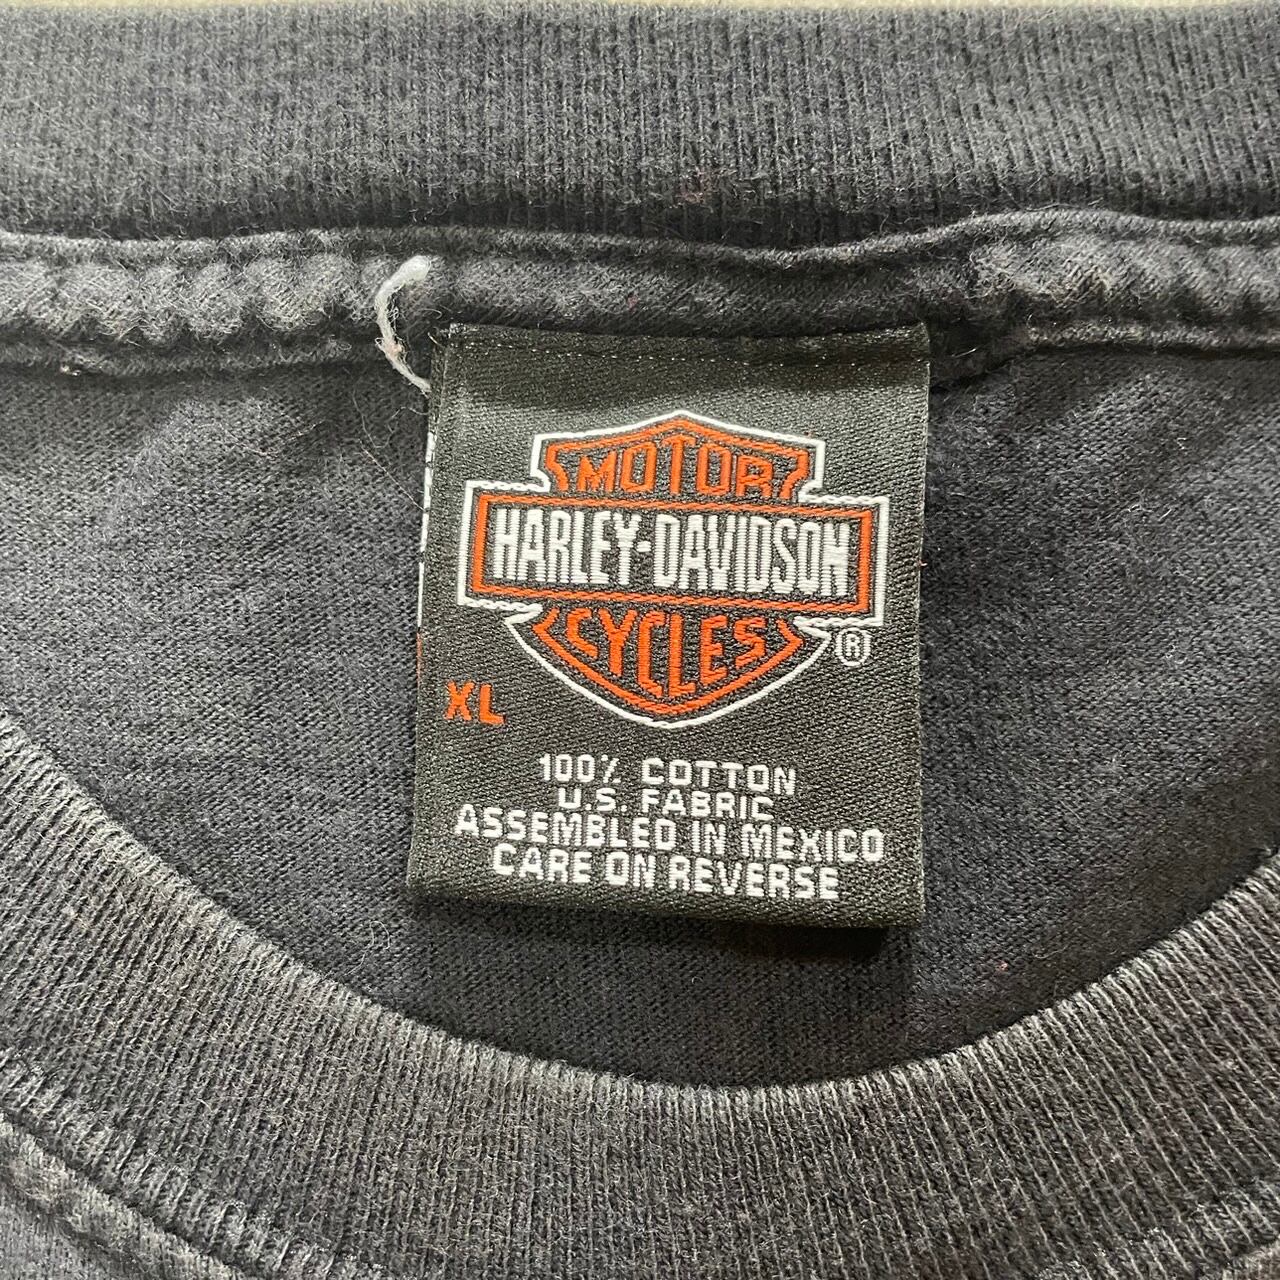 MOTOR
HARLEY-DAVIDSON
CYCLES
®
XL
100% COTTON
U.S. FABRIC
ASSEMBLED IN MEXICO
CARE ON REVERSE